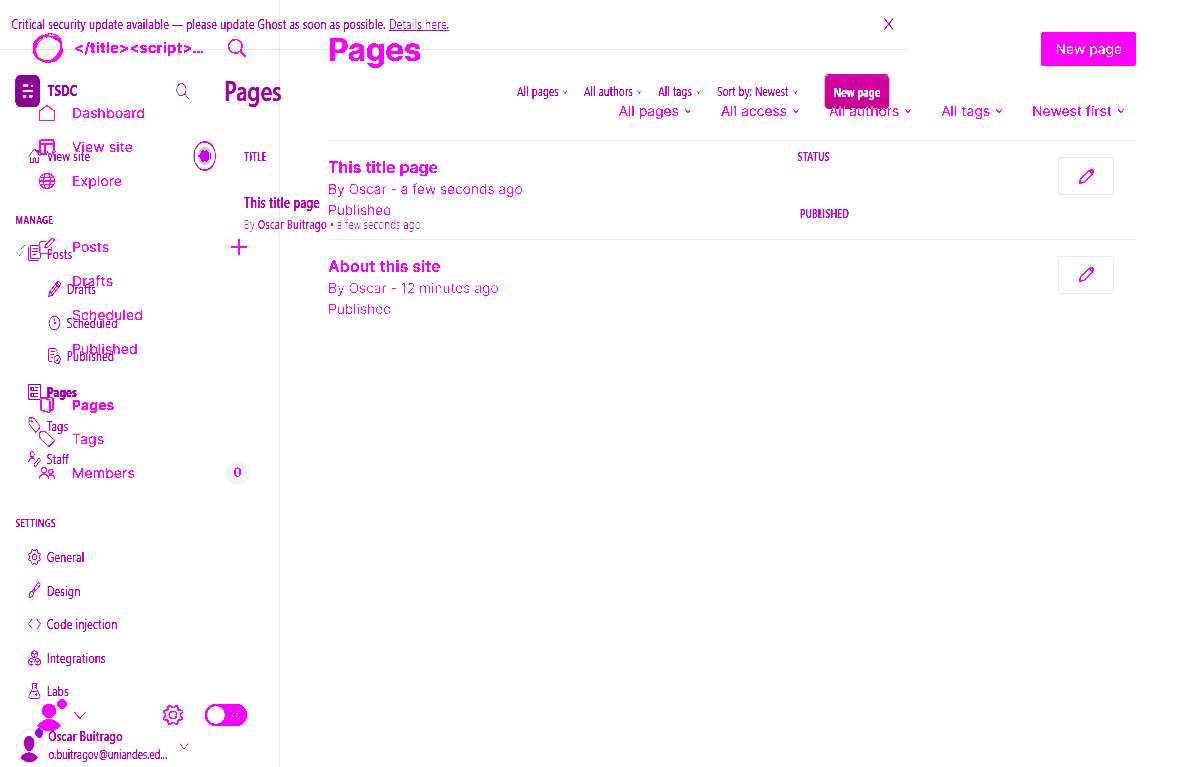 Critical security update available — please update Ghost as soon as possible. Details here.
</title><script>...
Pages
New page
TSDC
Pages
All pages
All authors
All tags
Sort by: Newest
New page
Dashboard
All pages
All access
All authors
All tags
Newest first
View site
View site
TITLE
STATUS
This title page
Explore
By Oscar - a few seconds ago
This title page
Published
PUBLISHED
MANAGE
By Oscar Buitrago • a few seconds ago
Posts
Posts
About this site
Drafts
Drafts
By Oscar - 12 minutes ago
Scheduled
Scheduled
Published
Published
Published
Pages
Pages
Tags
Tags
Staff
Members
0
SETTINGS
General
Design
Code injection
Integrations
Labs
Oscar Buitrago
o.buitragov@uniandes.ed...